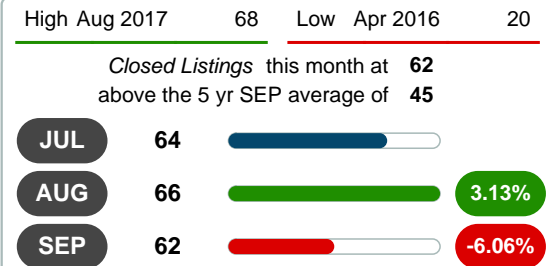 High Aug 2017 68 Low Apr 2016 20
Closed Listings this month at 62
above the 5 yr SEP average of 45
JUL 64
AUG 66 3.13%
SEP 62 -6.06%